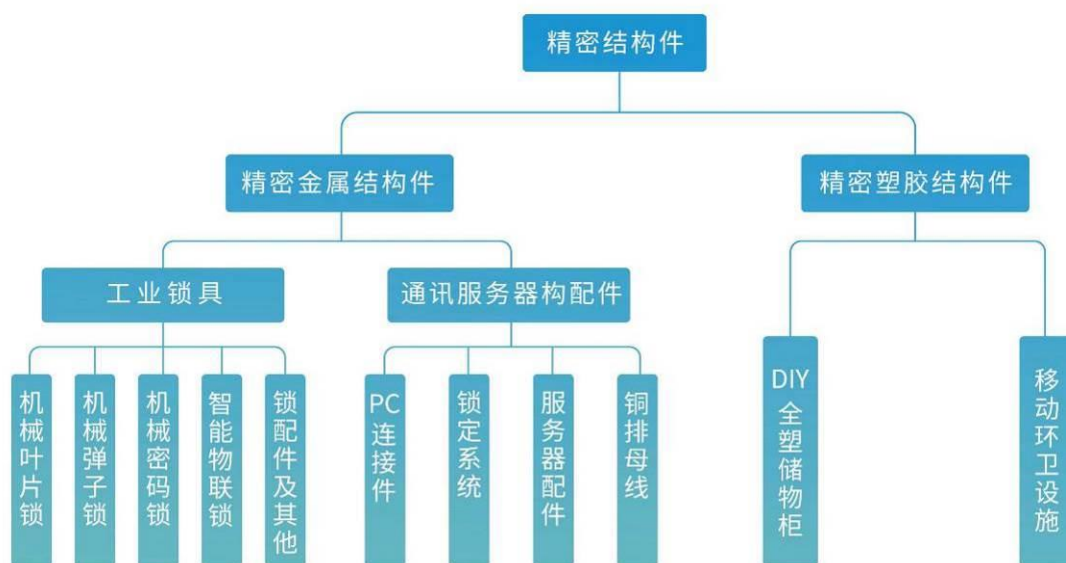 精密结构件
精密金属结构件
精密塑胶结构件
工业锁具
通讯服务器构配件
机械叶片锁
机械弹子锁
机械密码锁
智能物联锁
锁配件及其他
PC连接件
锁定系统
服务器配件
铜排母线
DIY全塑储物柜
移动环卫设施